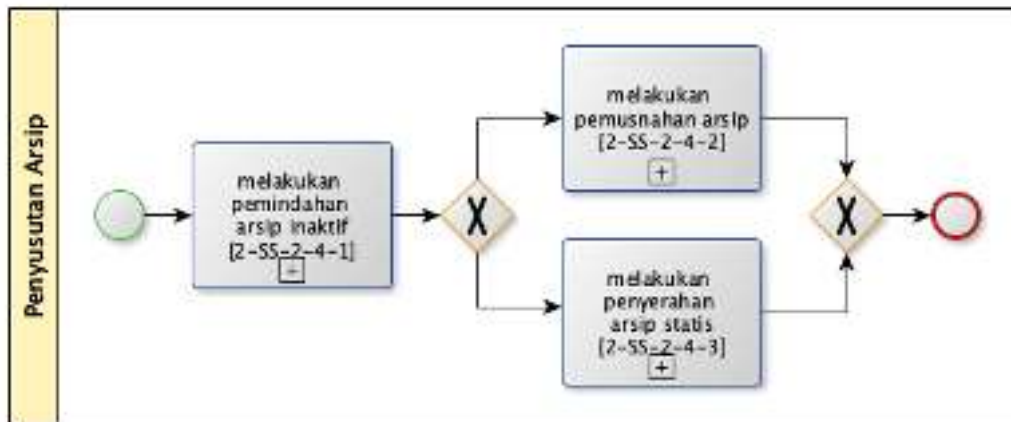 Penyusutan Arsip
melakukan
pemindahan
arsip inaktif
[2-SS-2-4-1]
melakukan
pemusnahan arsip
[2-SS-2-4-2]
melakukan
penyerahan
arsip statis
[2-SS-2-4-3]